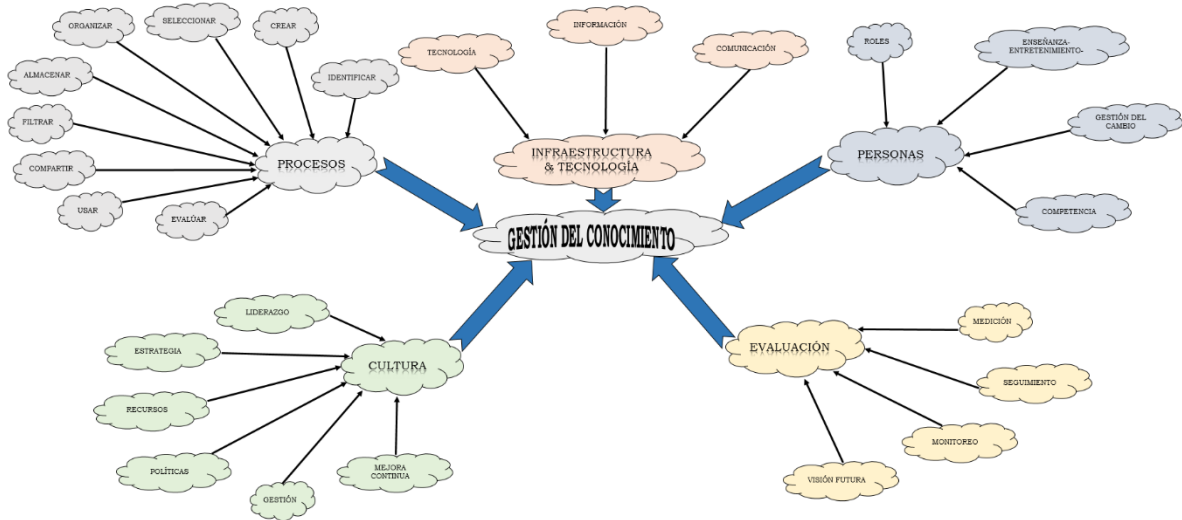 SELECCIONAR
CREAR
ORGANIZAR
IDENTIFICAR
ALMACENAR
FILTRAR
COMPARTIR
USAR
EVALÚAR
PROCESOS
TECNOLOGÍA
INFORMACIÓN
COMUNICACIÓN
INFRAESTRUCTURA
& TECNOLOGÍA
ROLES
ENSEÑANZA-
ENTRETENIMIENTO-
GESTIÓN DEL
CAMBIO
COMPETENCIA
PERSONAS
GESTIÓN DEL CONOCIMIENTO
LIDERAZGO
ESTRATEGIA
RECURSOS
POLÍTICAS
GESTIÓN
MEJORA
CONTINUA
CULTURA
EVALUACIÓN
MEDICIÓN
SEGUIMIENTO
MONITOREO
VISIÓN FUTURA